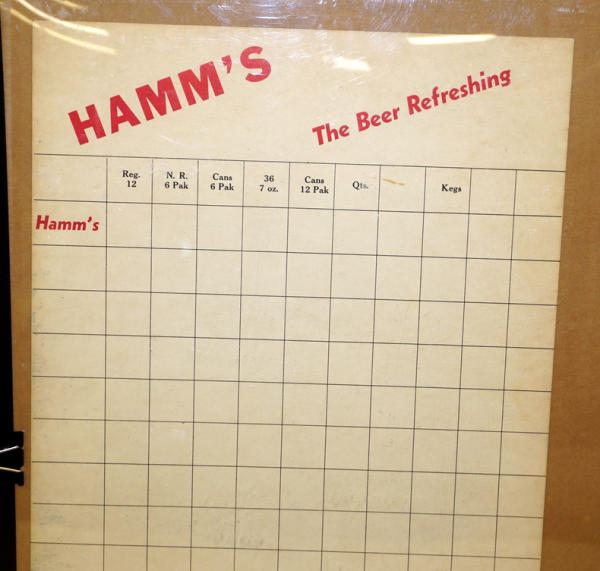 HAMM'S
The Beer Refreshing
Reg. N. R. Cans 36 Cans Qts. Kegs
12 6 Pak 6 Pak 7 oz. 12 Pak
Hamm's